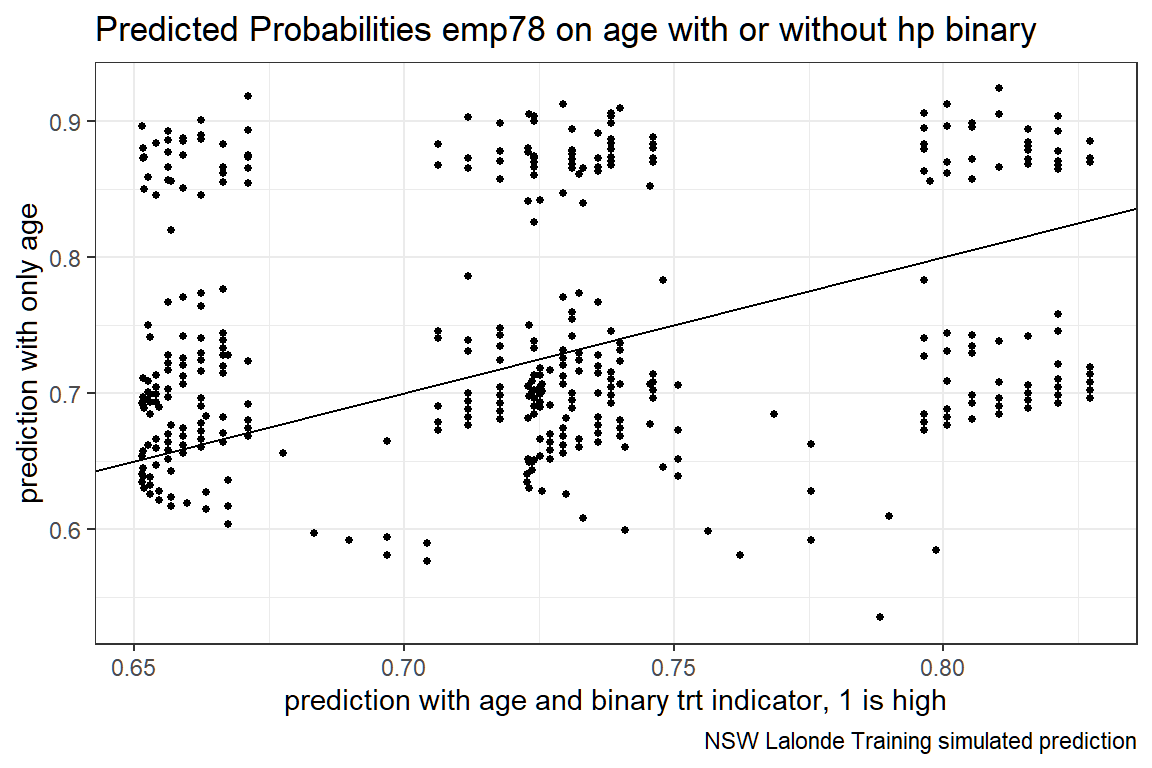 Predicted Probabilities emp78 on age with or without hp binary
prediction with only age
0.9
0.8
0.7
0.6
0.65 0.70 0.75 0.80
prediction with age and binary trt indicator, 1 is high
NSW Lalonde Training simulated prediction